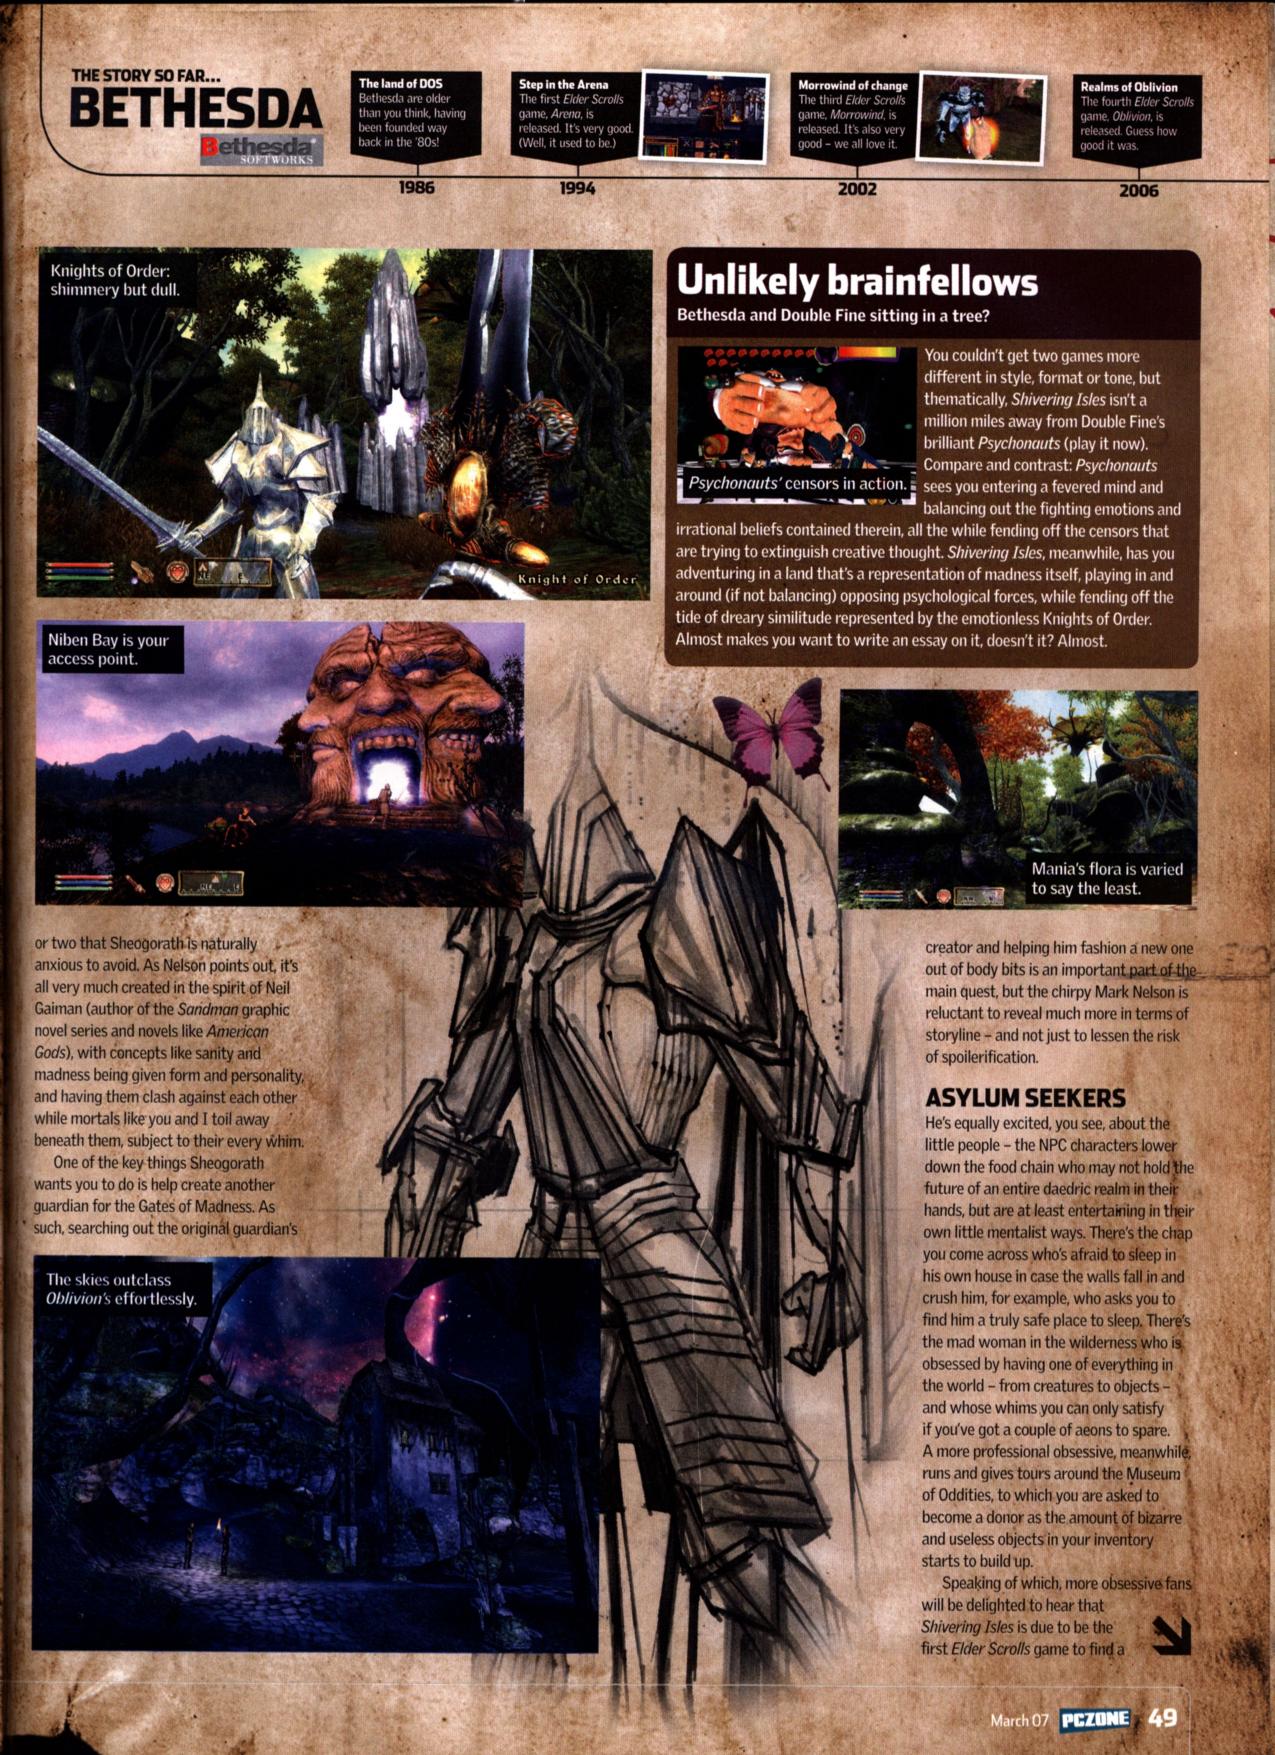 THE STORY SO FAR...
BETHESDA
Bethesda
SOFTWORKS
The land of DOS
Bethesda are older
than you think, having
been founded way
back in the '80s!
1986
Step in the Arena
The first Elder Scrolls
game, Arena, is
released. It's very good.
(Well, it used to be.)
1994
Morrowind of change
The third Elder Scrolls
game, Morrowind, is
released. It's also very
good – we all love it.
2002
Realms of Oblivion
The fourth Elder Scrolls
game, Oblivion, is
released. Guess how
good it was.
2006
Knights of Order:
shimmery but dull.
Knight of Order
Unlikely brainfellows
Bethesda and Double Fine sitting in a tree?
Psychonauts' censors in action.
You couldn't get two games more
different in style, format or tone, but
thematically, Shivering Isles isn't a
million miles away from Double Fine's
brilliant Psychonauts (play it now).
Compare and contrast: Psychonauts
sees you entering a fevered mind and
balancing out the fighting emotions and
irrational beliefs contained therein, all the while fending off the censors that
are trying to extinguish creative thought. Shivering Isles, meanwhile, has you
adventuring in a land that's a representation of madness itself, playing in and
around (if not balancing) opposing psychological forces, while fending off the
tide of dreary similitude represented by the emotionless Knights of Order.
Almost makes you want to write an essay on it, doesn't it? Almost.
Niben Bay is your
access point.
Mania's flora is varied
to say the least.
or two that Sheogorath is naturally
anxious to avoid. As Nelson points out, it's
all very much created in the spirit of Neil
Gaiman (author of the Sandman graphic
novel series and novels like American
Gods), with concepts like sanity and
madness being given form and personality,
and having them clash against each other
while mortals like you and I toil away
beneath them, subject to their every whim.
One of the key things Sheogorath
wants you to do is help create another
guardian for the Gates of Madness. As
such, searching out the original guardian's
The skies outclass
Oblivion's effortlessly.
creator and helping him fashion a new one
out of body bits is an important part of the
main quest, but the chirpy Mark Nelson is
reluctant to reveal much more in terms of
storyline – and not just to lessen the risk
of spoilerification.
ASYLUM SEEKERS
He's equally excited, you see, about the
little people – the NPC characters lower
down the food chain who may not hold the
future of an entire daedric realm in their
hands, but are at least entertaining in their
own little mentalist ways. There's the chap
you come across who's afraid to sleep in
his own house in case the walls fall in and
crush him, for example, who asks you to
find him a truly safe place to sleep. There's
the mad woman in the wilderness who is
obsessed by having one of everything in
the world – from creatures to objects –
and whose whims you can only satisfy
if you've got a couple of aeons to spare.
A more professional obsessive, meanwhile,
runs and gives tours around the Museum
of Oddities, to which you are asked to
become a donor as the amount of bizarre
and useless objects in your inventory
starts to build up.
Speaking of which, more obsessive fans
will be delighted to hear that
Shivering Isles is due to be the
first Elder Scrolls game to find a
March 07 PCZONE 49